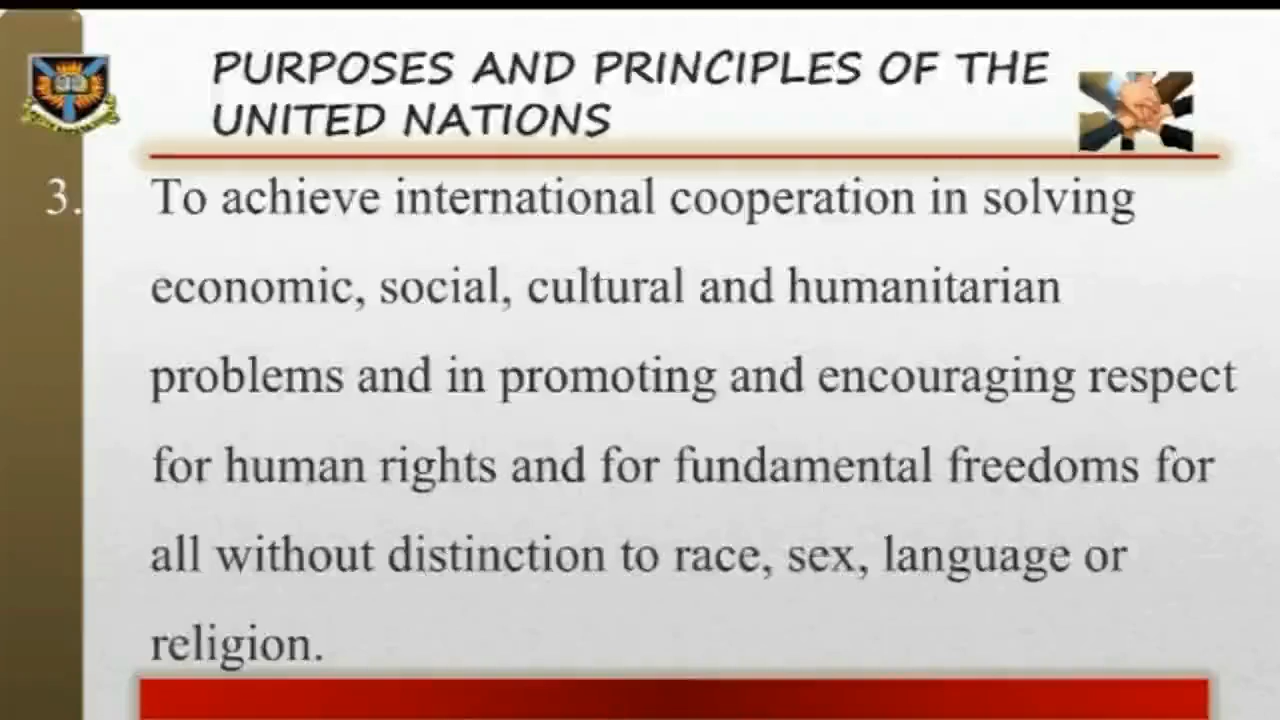 PURPOSES AND PRINCIPLES OF THE
UNITED NATIONS
3. To achieve international cooperation in solving
economic, social, cultural and humanitarian
problems and in promoting and encouraging respect
for human rights and for fundamental freedoms for
all without distinction to race, sex, language or
religion.